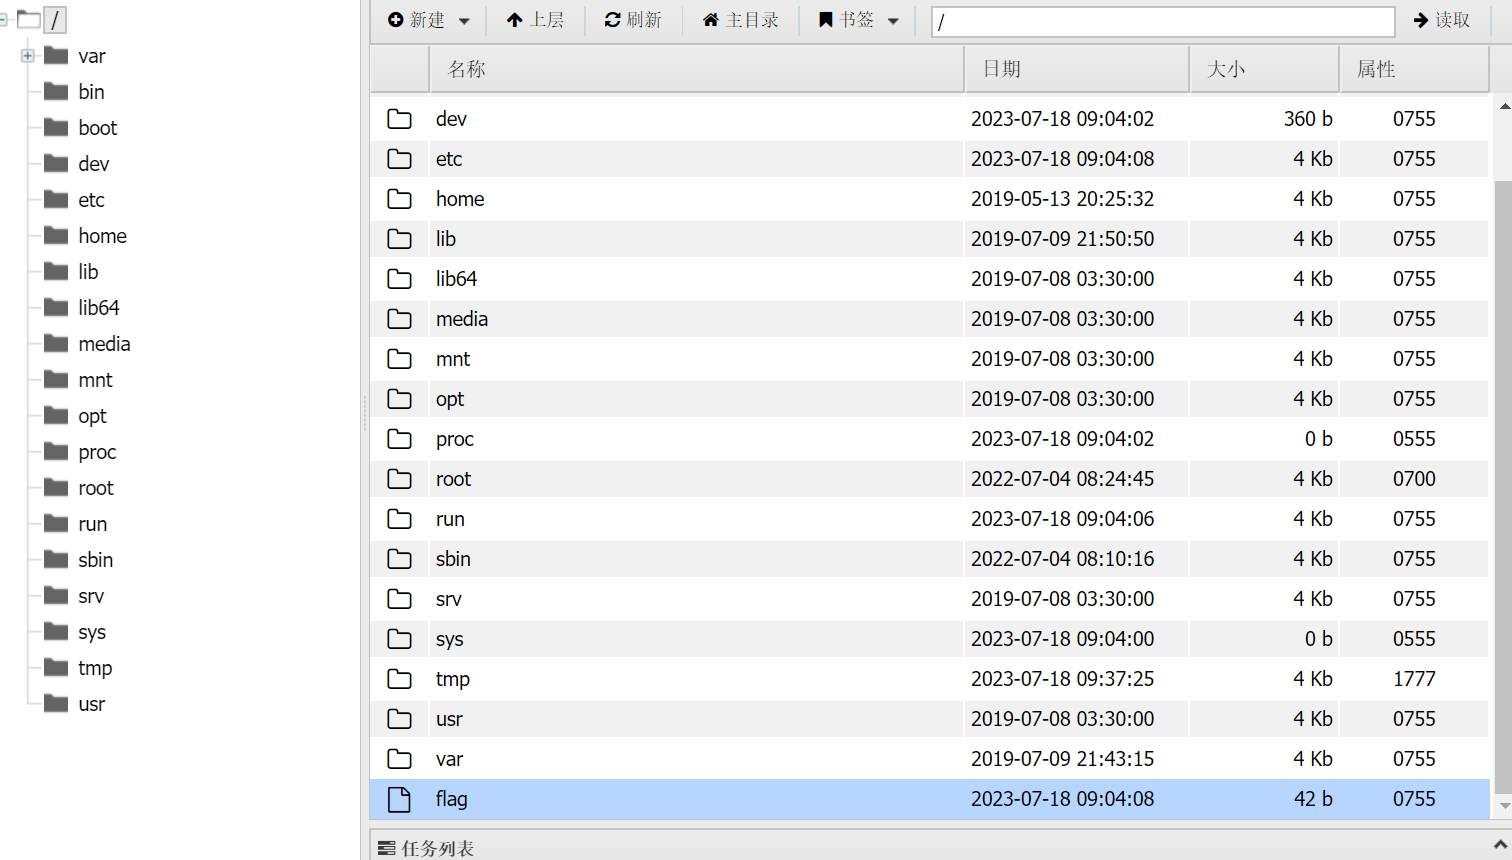 /
var
bin
boot
dev
etc
home
lib
lib64
media
mnt
opt
proc
root
run
sbin
srv
sys
tmp
usr
新建 上层 刷新 主目录 书签 / 读取
名称 日期 大小 属性
dev 2023-07-18 09:04:02 360 b 0755
etc 2023-07-18 09:04:08 4 Kb 0755
home 2019-05-13 20:25:32 4 Kb 0755
lib 2019-07-09 21:50:50 4 Kb 0755
lib64 2019-07-08 03:30:00 4 Kb 0755
media 2019-07-08 03:30:00 4 Kb 0755
mnt 2019-07-08 03:30:00 4 Kb 0755
opt 2019-07-08 03:30:00 4 Kb 0755
proc 2023-07-18 09:04:02 0 b 0555
root 2022-07-04 08:24:45 4 Kb 0700
run 2023-07-18 09:04:06 4 Kb 0755
sbin 2022-07-04 08:10:16 4 Kb 0755
srv 2019-07-08 03:30:00 4 Kb 0755
sys 2023-07-18 09:04:00 0 b 0555
tmp 2023-07-18 09:37:25 4 Kb 1777
usr 2019-07-08 03:30:00 4 Kb 0755
var 2019-07-09 21:43:15 4 Kb 0755
flag 2023-07-18 09:04:08 42 b 0755
任务列表